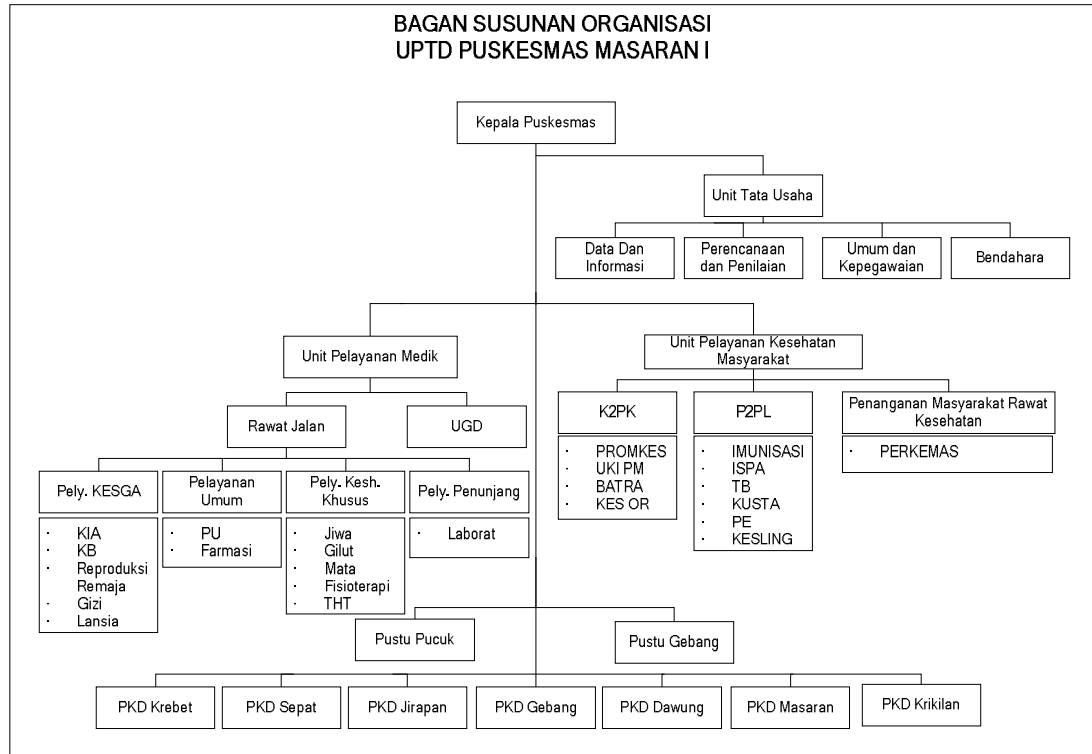 BAGAN SUSUNAN ORGANISASI
UPTD PUSKESMAS MASARAN I
Kepala Puskesmas
Unit Tata Usaha
Data Dan
Informasi
Perencanaan
dan Penilaian
Umum dan
Kepegawaian
Bendahara
Unit Pelayanan Medik
Unit Pelayanan Kesehatan
Masyarakat
Rawat Jalan
UGD
K2PK
· PROMKES
· UKI PM
· BATRA
· KES OR
P2PL
· IMUNISASI
· ISPA
· TB
· KUSTA
· PE
· KESLING
Penanganan Masyarakat Rawat
Kesehatan
· PERKEMAS
Pely. KESGA
· KIA
· KB
· Reproduksi
Remaja
· Gizi
· Lansia
Pelayanan
Umum
· PU
· Farmasi
Pely. Kesh.
Khusus
· Jiwa
· Gilut
· Mata
· Fisioterapi
· THT
Pely. Penunjang
· Laborat
Pustu Pucuk
Pustu Gebang
PKD Krebet
PKD Sepat
PKD Jirapan
PKD Gebang
PKD Dawung
PKD Masaran
PKD Krikilan